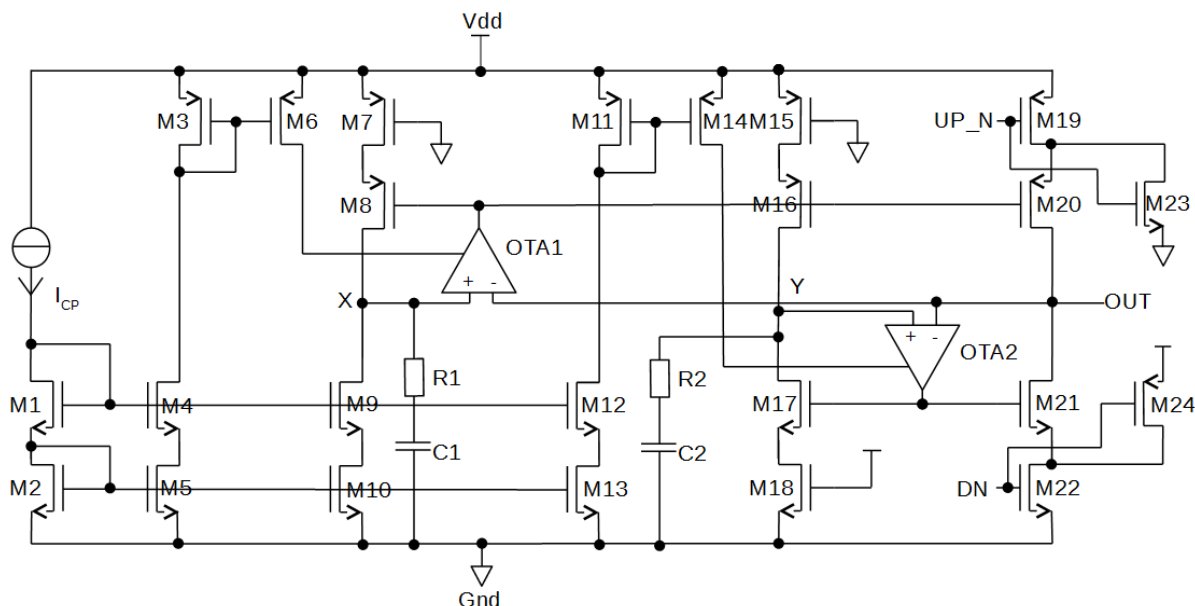 Vdd
M3
M6
M7
M11
M14
M15
UP_N
M19
M8
M16
M20
M23
OTA1
I_CP
X
+ -
Y
OUT
+ -
OTA2
R1
R2
M1
M4
M9
M12
M17
M21
M24
C1
C2
M2
M5
M10
M13
M18
DN
M22
Gnd